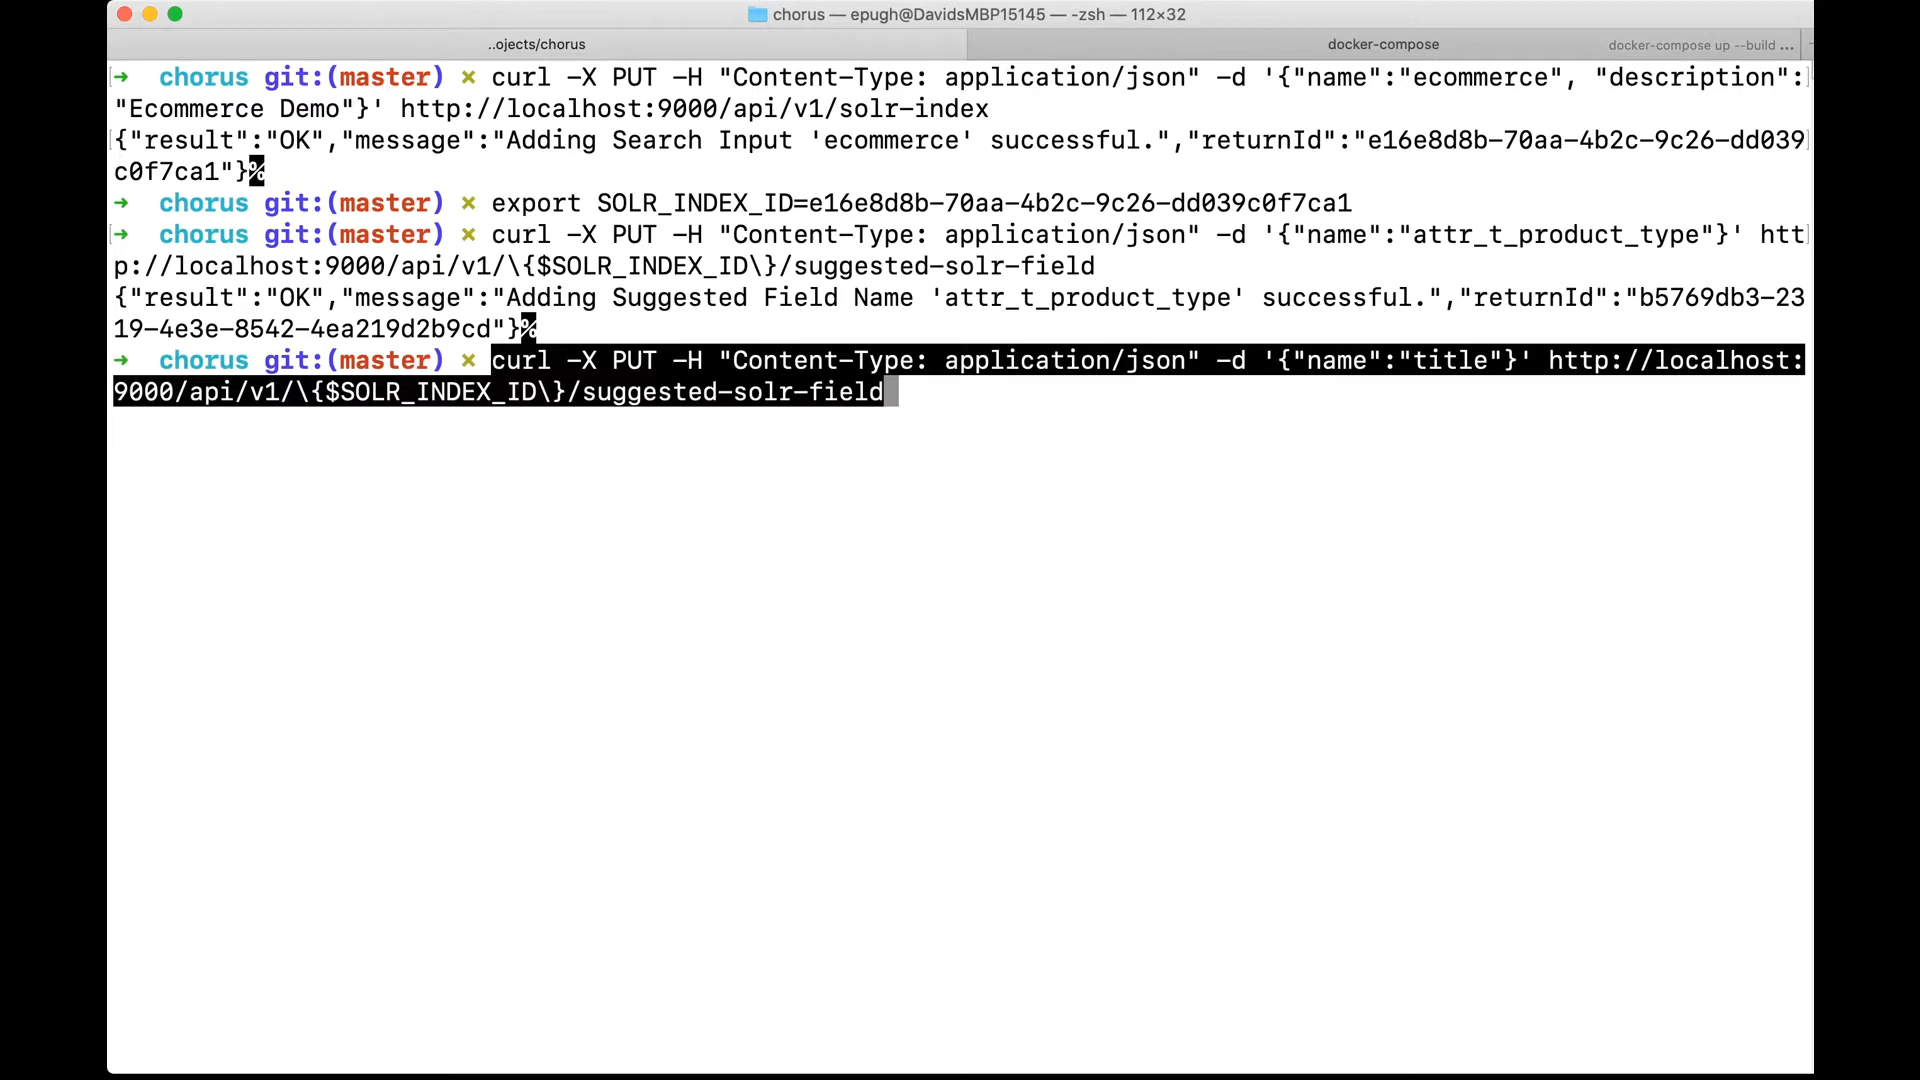 chorus — epugh@DavidsMBP15145 — -zsh — 112×32
..ojects/chorus
docker-compose
docker-compose up --build ...
➜  chorus git:(master) ✗ curl -X PUT -H "Content-Type: application/json" -d '{"name":"ecommerce", "description":
"Ecommerce Demo"}' http://localhost:9000/api/v1/solr-index
{"result":"OK","message":"Adding Search Input 'ecommerce' successful.","returnId":"e16e8d8b-70aa-4b2c-9c26-dd039
c0f7ca1"}%
➜  chorus git:(master) ✗ export SOLR_INDEX_ID=e16e8d8b-70aa-4b2c-9c26-dd039c0f7ca1
➜  chorus git:(master) ✗ curl -X PUT -H "Content-Type: application/json" -d '{"name":"attr_t_product_type"}' htt
p://localhost:9000/api/v1/\{$SOLR_INDEX_ID\}/suggested-solr-field
{"result":"OK","message":"Adding Suggested Field Name 'attr_t_product_type' successful.","returnId":"b5769db3-23
19-4e3e-8542-4ea219d2b9cd"}%
➜  chorus git:(master) ✗ curl -X PUT -H "Content-Type: application/json" -d '{"name":"title"}' http://localhost:
9000/api/v1/\{$SOLR_INDEX_ID\}/suggested-solr-field